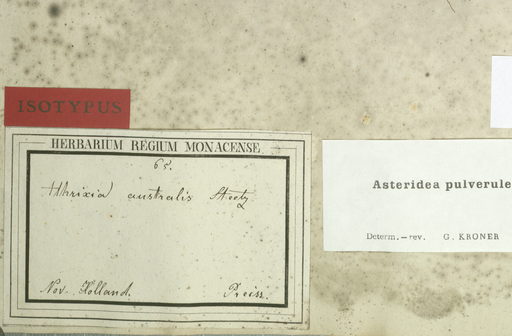 ISOTYPUS
HERBARIUM REGIUM MONACENSE
65.
Athrixia australis Steetz
Nov. Holland. Preiss.
Asteridea pulverule
Determ.—rev. G. KRONER